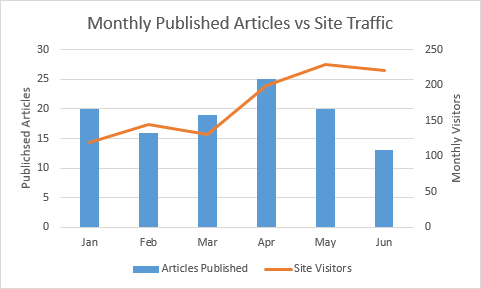 Monthly Published Articles vs Site Traffic
30
25
20
15
10
5
0
Publichsed Articles
250
200
150
100
50
0
Monthly Visitors
Jan Feb Mar Apr May Jun
Articles Published Site Visitors